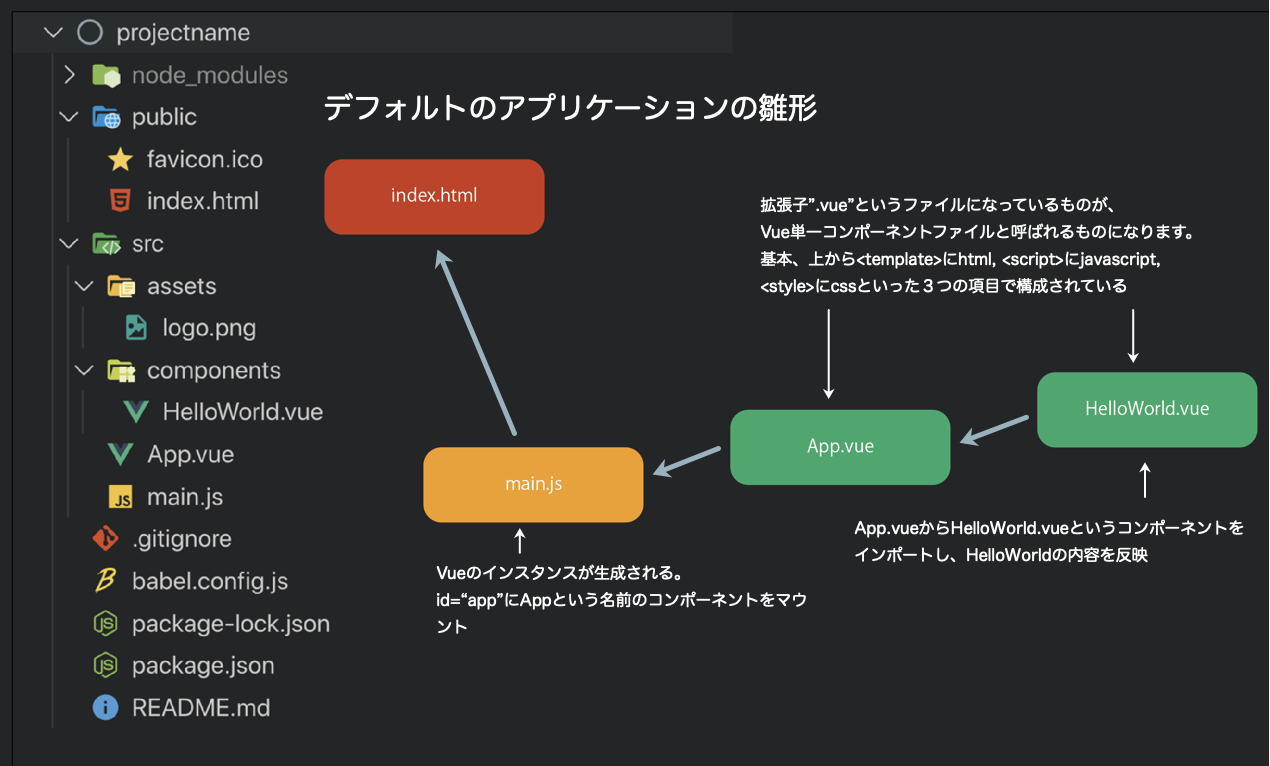 projectname
node_modules
public
favicon.ico
index.html
src
assets
logo.png
components
HelloWorld.vue
App.vue
main.js
.gitignore
babel.config.js
package-lock.json
package.json
README.md
デフォルトのアプリケーションの雛形
index.html
拡張子”.vue”というファイルになっているものが、
Vue単一コンポーネントファイルと呼ばれるものになります。
基本、上から<template>にhtml, <script>にjavascript,
<style>にcssといった３つの項目で構成されている
HelloWorld.vue
App.vue
main.js
App.vueからHelloWorld.vueというコンポーネントを
インポートし、HelloWorldの内容を反映
Vueのインスタンスが生成される。
id=“app”にAppという名前のコンポーネントをマウ
ント